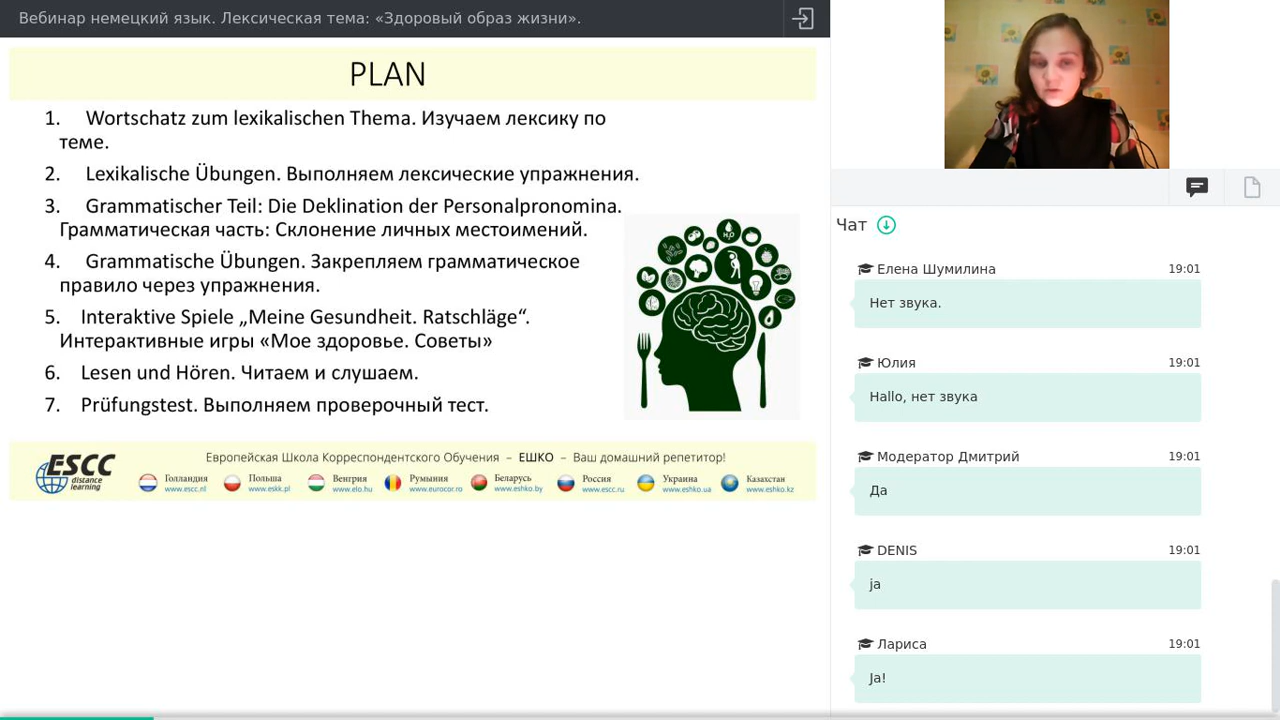 Вебинар немецкий язык. Лексическая тема: «Здоровый образ жизни».
PLAN
1. Wortschatz zum lexikalischen Thema. Изучаем лексику по
теме.
2. Lexikalische Übungen. Выполняем лексические упражнения.
3. Grammatischer Teil: Die Deklination der Personalpronomina.
Грамматическая часть: Склонение личных местоимений.
4. Grammatische Übungen. Закрепляем грамматическое
правило через упражнения.
5. Interaktive Spiele „Meine Gesundheit. Ratschläge“.
Интерактивные игры «Мое здоровье. Советы»
6. Lesen und Hören. Читаем и слушаем.
7. Prüfungstest. Выполняем проверочный тест.
H₂O
ESCC
distance
learning
Европейская Школа Корреспондентского Обучения – ЕШКО – Ваш домашний репетитор!
Голландия
www.escc.nl
Польша
www.eskk.pl
Венгрия
www.elo.hu
Румыния
www.eurocor.ro
Беларусь
www.eshko.by
Россия
www.escc.ru
Украина
www.eshko.ua
Казахстан
www.eshko.kz
Чат
Елена Шумилина 19:01
Нет звука.
Юлия 19:01
Hallo, нет звука
Модератор Дмитрий 19:01
Да
DENIS 19:01
ja
Лариса 19:01
Ja!